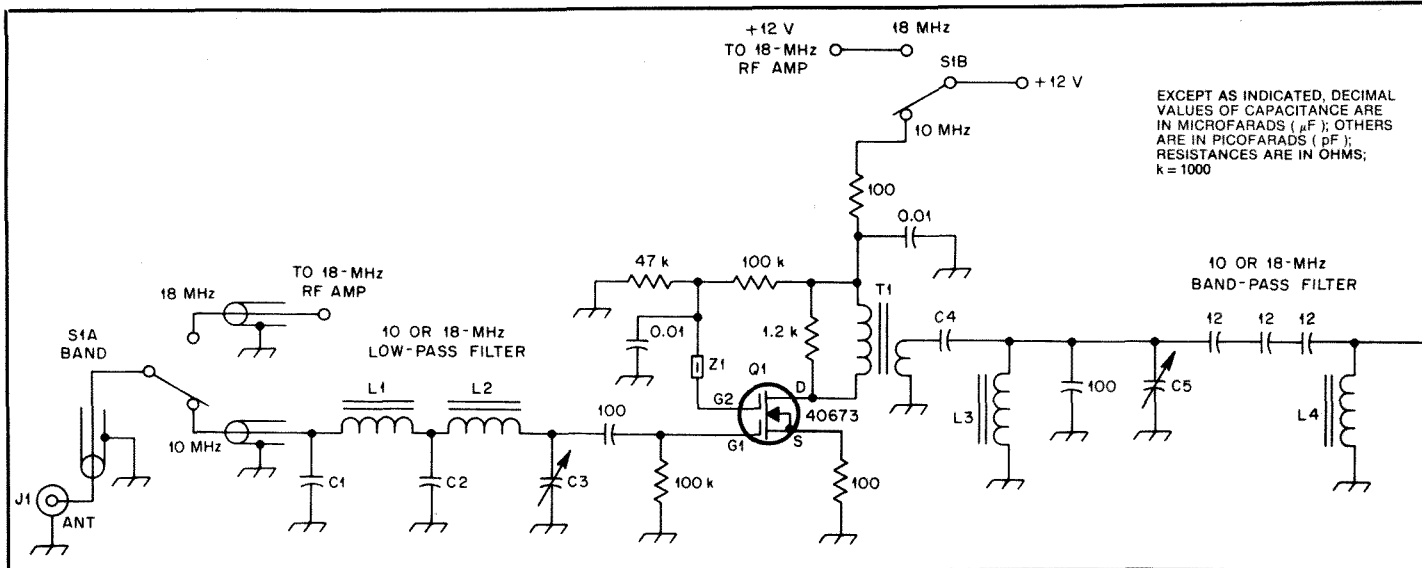 +12 V
TO 18-MHz
RF AMP
18 MHz
S1B
+12 V
10 MHz
EXCEPT AS INDICATED, DECIMAL
VALUES OF CAPACITANCE ARE
IN MICROFARADS (µF); OTHERS
ARE IN PICOFARADS (pF);
RESISTANCES ARE IN OHMS;
k = 1000
100
0.01
47 k
100 k
T1
10 OR 18-MHz
BAND-PASS FILTER
TO 18-MHz
RF AMP
18 MHz
S1A
BAND
10 OR 18-MHz
LOW-PASS FILTER
0.01
1.2 k
C4
12
12
12
Z1
Q1
L1
L2
D
G2
40673
100
C5
L3
L4
100
G1
S
10 MHz
C1
C2
C3
100 k
100
J1
ANT